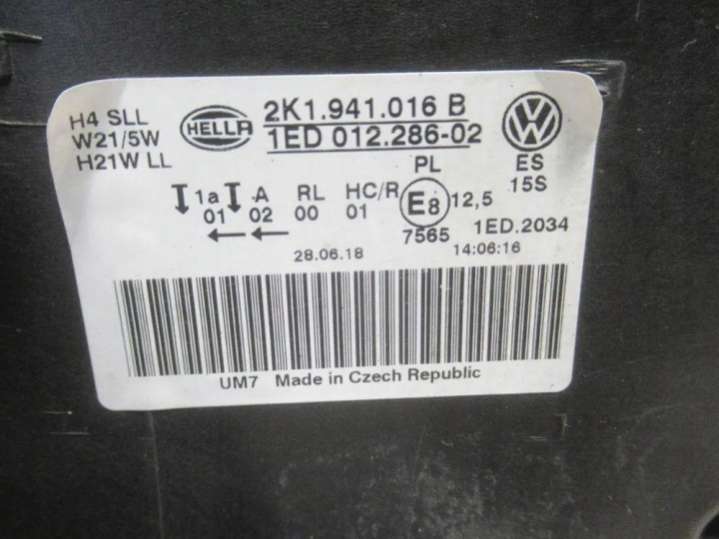 H4 SLL
W21/5W
H21W LL
HELLA
2K1.941.016 B
1ED 012.286-02
PL
ES
15S
1a A RL HC/R E8 12,5
01 02 00 01
7565 1ED.2034
28.06.18 14:06:16
UM7 Made in Czech Republic